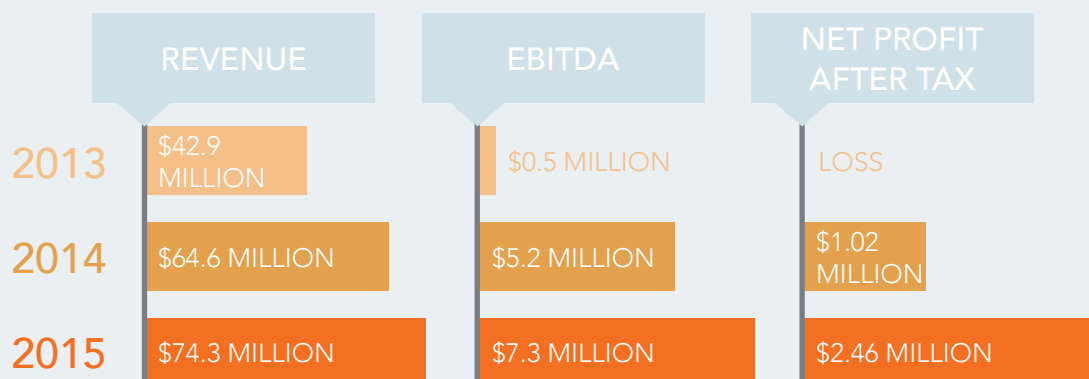 REVENUE
EBITDA
NET PROFIT
AFTER TAX
2013
$42.9
MILLION
$0.5 MILLION
LOSS
2014
$64.6 MILLION
$5.2 MILLION
$1.02
MILLION
2015
$74.3 MILLION
$7.3 MILLION
$2.46 MILLION